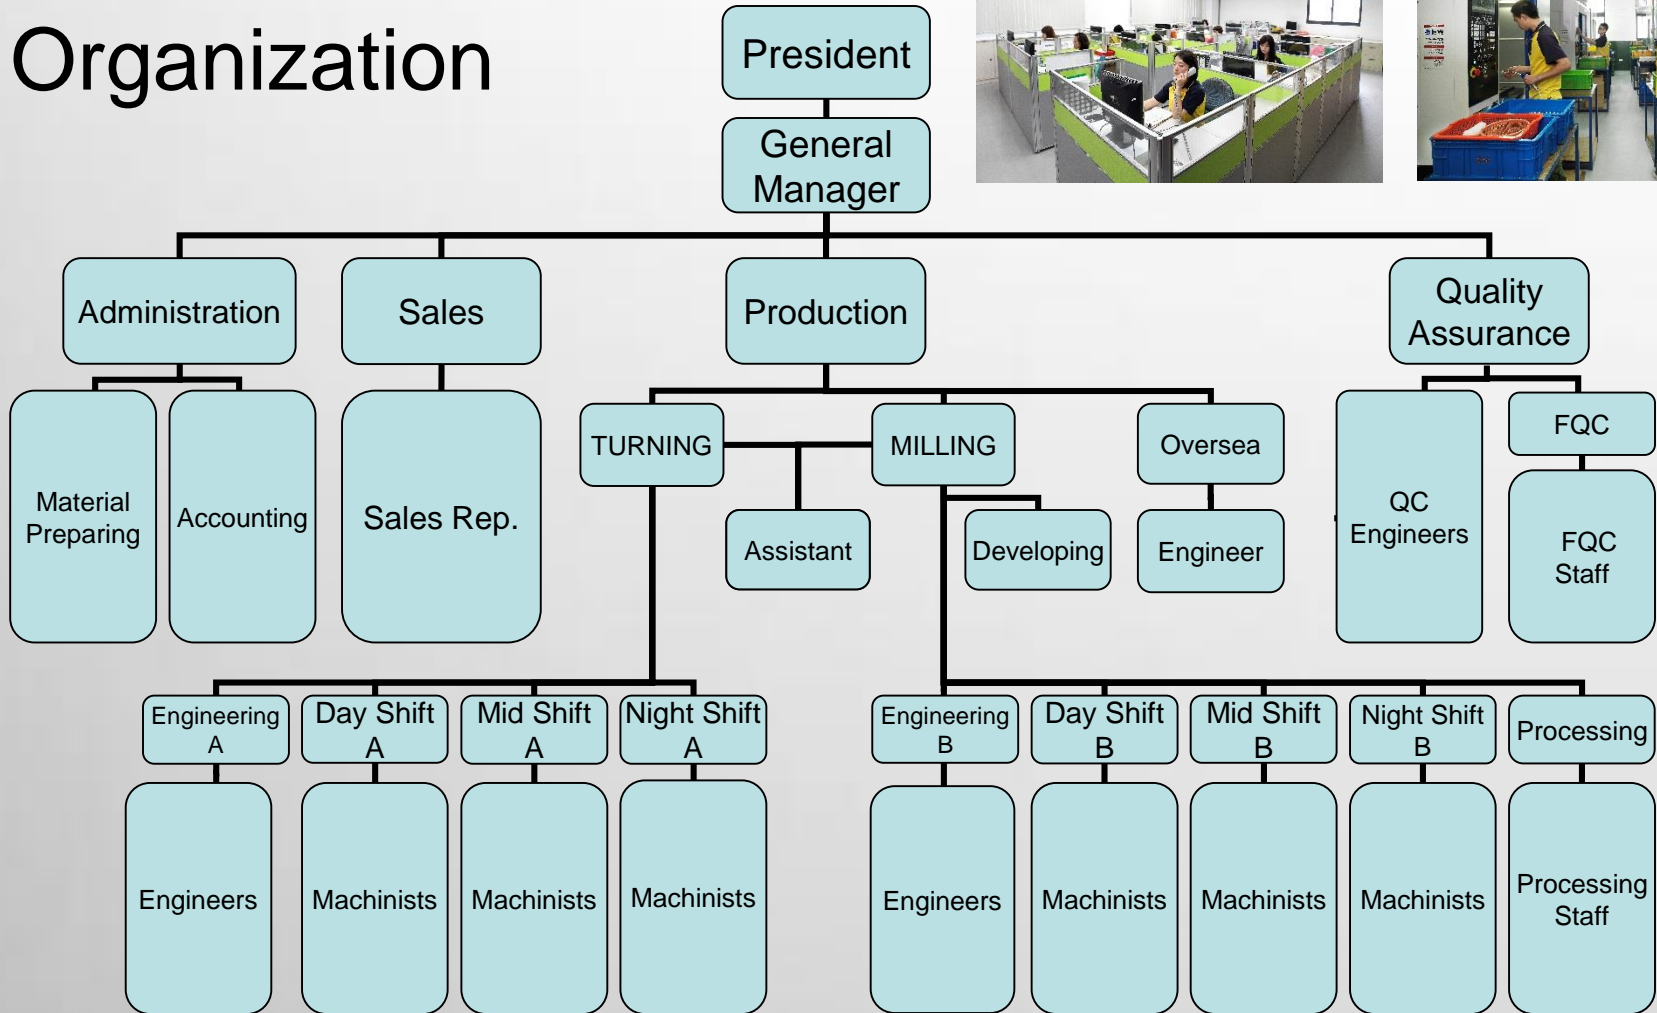 Organization
President
General
Manager
Administration
Sales
Production
Quality
Assurance
Material
Preparing
Accounting
Sales Rep.
TURNING
MILLING
Oversea
Assistant
Developing
Engineer
QC
Engineers
FQC
FQC
Staff
Engineering
A
Day Shift
A
Mid Shift
A
Night Shift
A
Engineering
B
Day Shift
B
Mid Shift
B
Night Shift
B
Processing
Engineers
Machinists
Machinists
Machinists
Engineers
Machinists
Machinists
Machinists
Processing
Staff